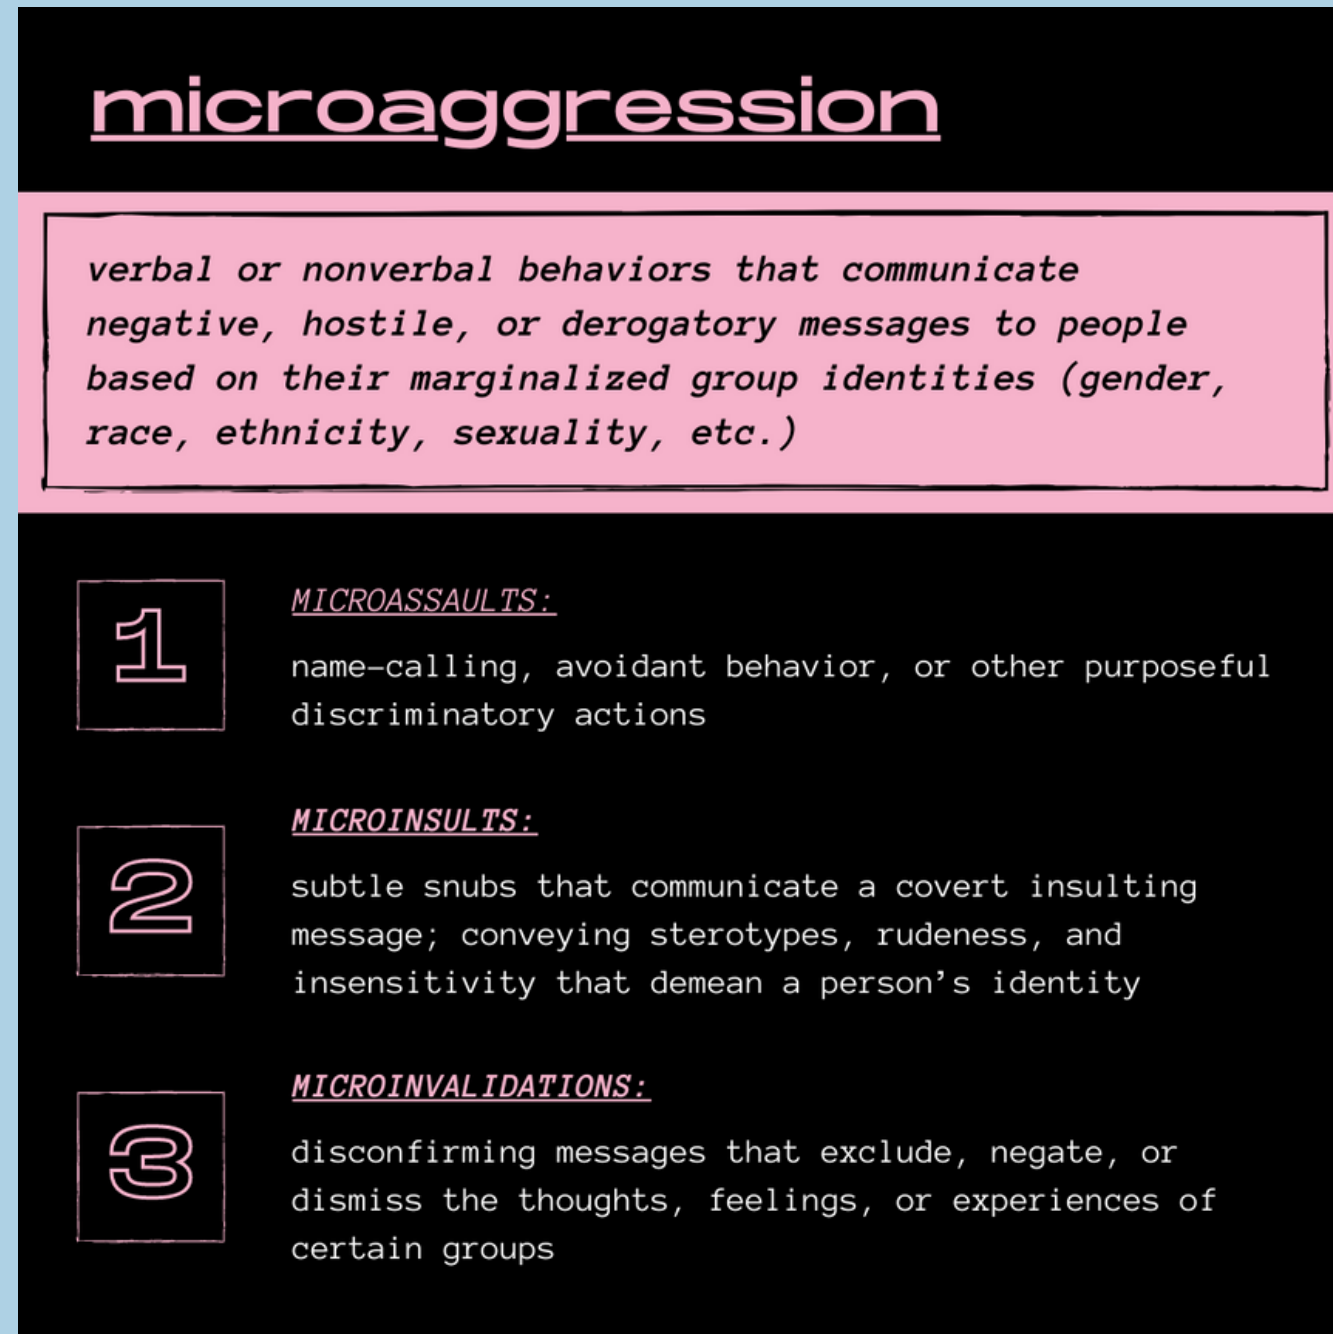 microaggression
verbal or nonverbal behaviors that communicate
negative, hostile, or derogatory messages to people
based on their marginalized group identities (gender,
race, ethnicity, sexuality, etc.)
1
MICROASSAULTS:
name-calling, avoidant behavior, or other purposeful
discriminatory actions
2
MICROINSULTS:
subtle snubs that communicate a covert insulting
message; conveying sterotypes, rudeness, and
insensitivity that demean a person's identity
3
MICROINVALIDATIONS:
disconfirming messages that exclude, negate, or
dismiss the thoughts, feelings, or experiences of
certain groups